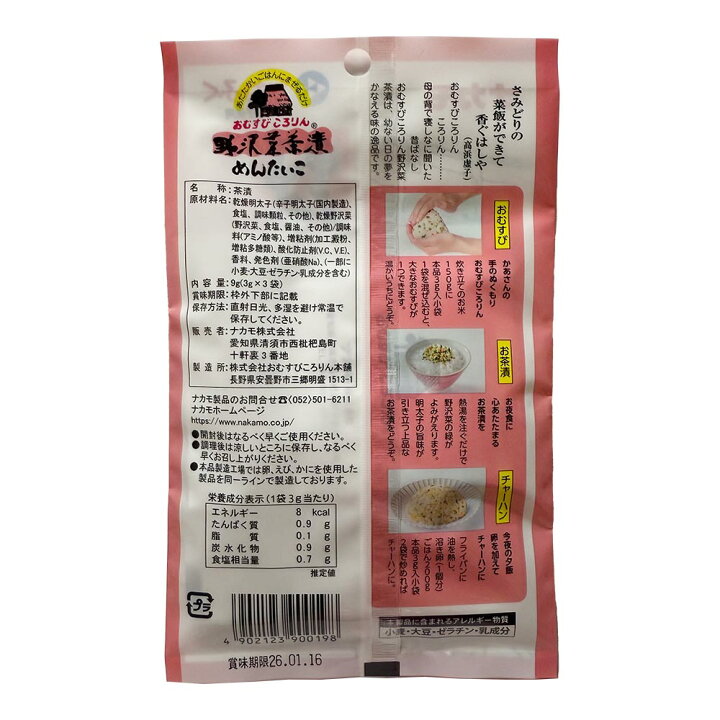 あたたかいごはんにまぜるだけ
おむすびころりん®
野沢菜茶漬
めんたいこ
名称:茶漬
原材料名:乾燥明太子(辛子明太子(国内製造)、
食塩、調味顆粒、その他)、乾燥野沢菜
(野沢菜、食塩、醤油、その他)/調味
料(アミノ酸等)、増粘剤(加工澱粉、
増粘多糖類)、酸化防止剤(V.C、V.E)、
香料、発色剤(亜硝酸Na)、(一部に
小麦・大豆・ゼラチン・乳成分を含む)
内容量:9g(3g×3袋)
賞味期限:枠外下部に記載
保存方法:直射日光、多湿を避け常温で
保存してください。
販売者:ナカモ株式会社
愛知県清須市西枇杷島町
十軒裏3番地
製造所:株式会社おむすびころりん本舗
長野県安曇野市三郷明盛1513-1
ナカモ製品のお問合せ☎(052)501-6211
ナカモホームページ
https://www.nakamo.co.jp/
●開封後はなるべく早くご使用ください。
●調理後は涼しいところに保存し、なるべく
早くお召し上がりください。
●本品製造工場では卵、えび、かにを使用した
製品を同一ラインで製造しております。
栄養成分表示(1袋3g当たり)
エネルギー 8 kcal
たんぱく質 0.9 g
脂質 0.1 g
炭水化物 0.9 g
食塩相当量 0.7 g
推定値
プラ
4 902123 900198
賞味期限26.01.16
さみどりの
菜飯ができて
香ぐはしや
(高浜虚子)
おむすびころりん
ころりん……
母の背で寝しなに聞いた
昔ばなし
おむすびころりん野沢菜
茶漬は、幼ない日の夢を
かなえる味の逸品です。
おむすび
かあさんの
手のぬくもり
おむすびころりん
炊き立てのお米
150gに
本品3g入小袋
1袋を混ぜ込むと、
大きなおむすびが
1つできます。
温かいうちにどうぞ。
お茶漬
お夜食に
心あたたまる
お茶漬を
熱湯を注ぐだけで
野沢菜の緑が
よみがえります。
明太子の旨味が
引き立つ上品な
お茶漬をどうぞ。
チャーハン
今夜の夕飯
卵を加えて
チャーハンに
フライパンに
油を熱し、
溶き卵(1個分)
ごはん200g
本品3g入小袋
2袋で炒めれば
チャーハンに。
本製品に含まれるアレルギー物質
小麦・大豆・ゼラチン・乳成分